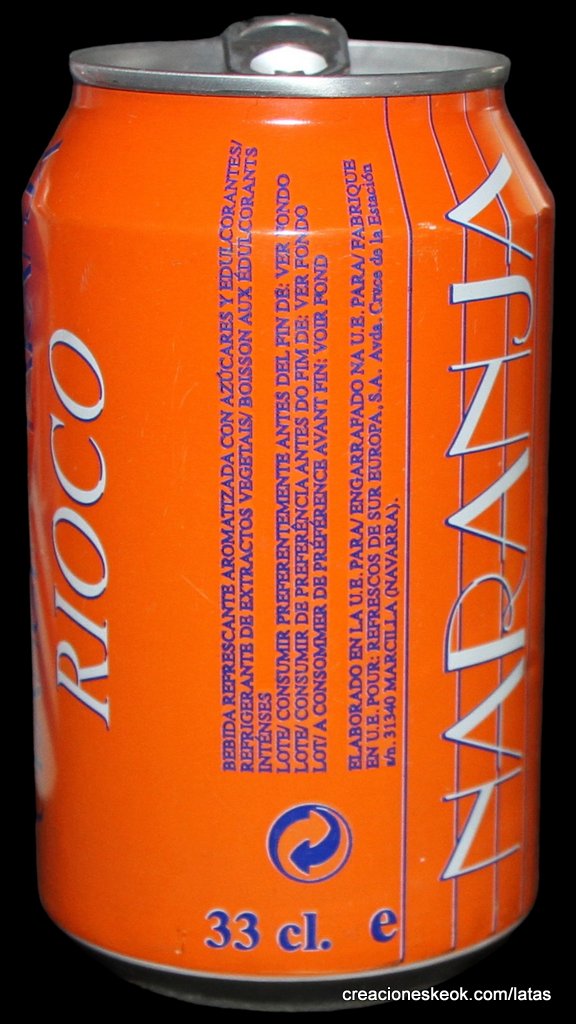 RIOCO
BEBIDA REFRESCANTE AROMATIZADA CON AZÚCARES Y EDULCORANTES/
REFRIGERANTE DE EXTRACTOS VEGETAIS/ BOISSON AUX ÉDULCORANTS
INTÉNSES
LOTE/ CONSUMIR PREFERENTEMENTE ANTES DEL FIN DE: VER FONDO
LOTE/ CONSUMIR DE PREFERÊNCIA ANTES DO FIM DE: VER FONDO
LOT/ A CONSOMMER DE PRÉFÉRENCE AVANT FIN: VOIR FOND
ELABORADO EN LA U.E. PARA/ ENGARRAFADO NA U.E. PARA/ FABRIQUE
EN U.E. POUR: REFRESCOS DE SUR EUROPA, S.A. Avda. Cruce de la Estación
s/n. 31340 MARCILLA (NAVARRA).
NARANJA
33 cl. e
creacioneskeok.com/latas